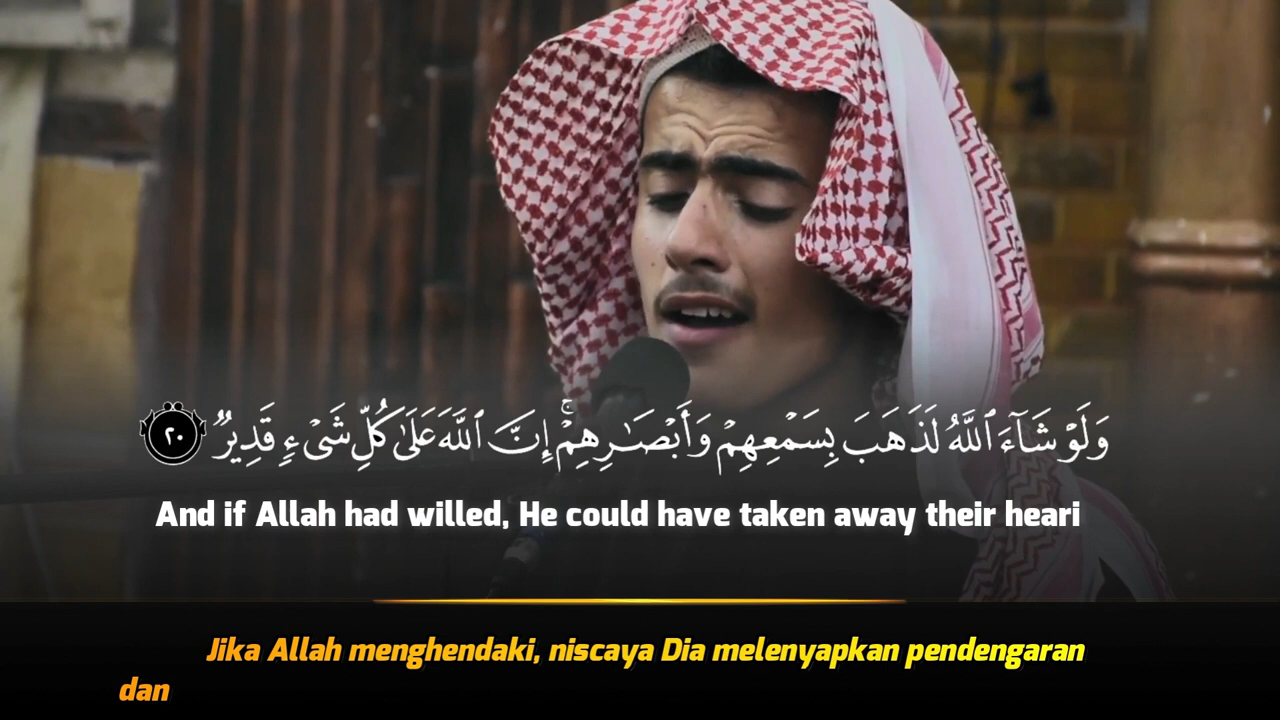 وَلَوْ شَآءَ ٱللَّهُ لَذَهَبَ بِسَمْعِهِمْ وَأَبْصَـٰرِهِمْ ۚ إِنَّ ٱللَّهَ عَلَىٰ كُلِّ شَىْءٍ قَدِيرٌ ٢٠
And if Allah had willed, He could have taken away their heari
Jika Allah menghendaki, niscaya Dia melenyapkan pendengaran
dan